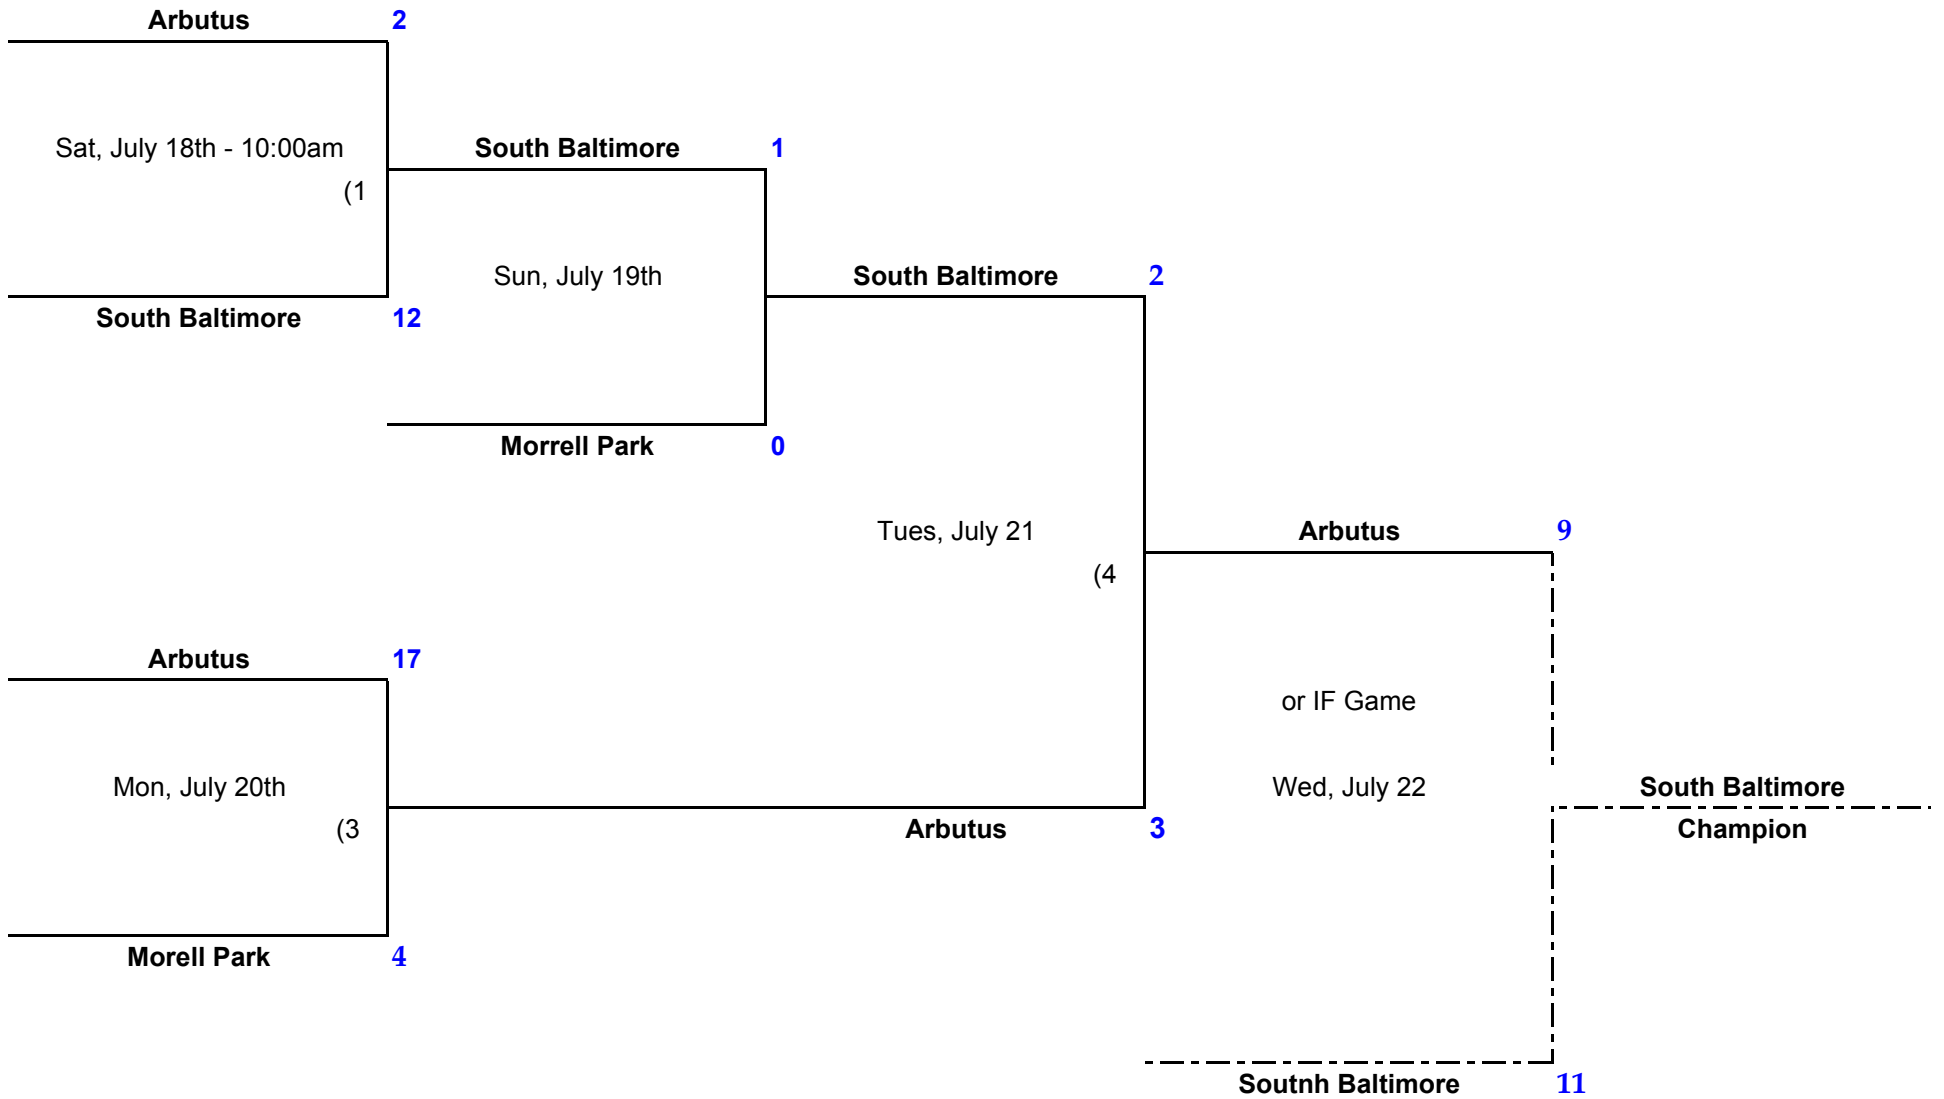 Arbutus 2
Sat, July 18th - 10:00am South Baltimore 1
(1
Sun, July 19th South Baltimore 2
South Baltimore 12
Morrell Park 0
Tues, July 21 Arbutus 9
(4
Arbutus 17
or IF Game
Mon, July 20th Wed, July 22 South Baltimore
(3 Arbutus 3 Champion
Morell Park 4
Soutnh Baltimore 11